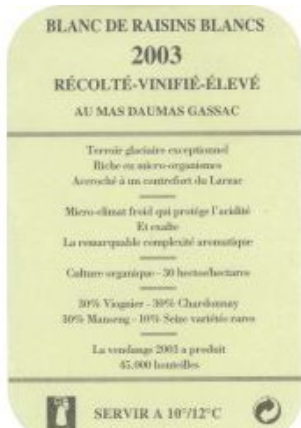 BLANC DE RAISINS BLANCS
2003
RÉCOLTÉ-VINIFIÉ-ÉLEVÉ
AU MAS DAUMAS GASSAC
Terroir glaciaire exceptionnel
Riche en micro-organismes
Accroché à un contrefort du Larzac
Micro-climat froid qui protège l'acidité
Et exalte
La remarquable complexité aromatique
Culture organique - 30 hectos/hectares
30% Viognier - 30% Chardonnay
30% Manseng - 10% Seize variétés rares
La vendange 2003 a produit
45.000 bouteilles
SERVIR A 10°/12°C